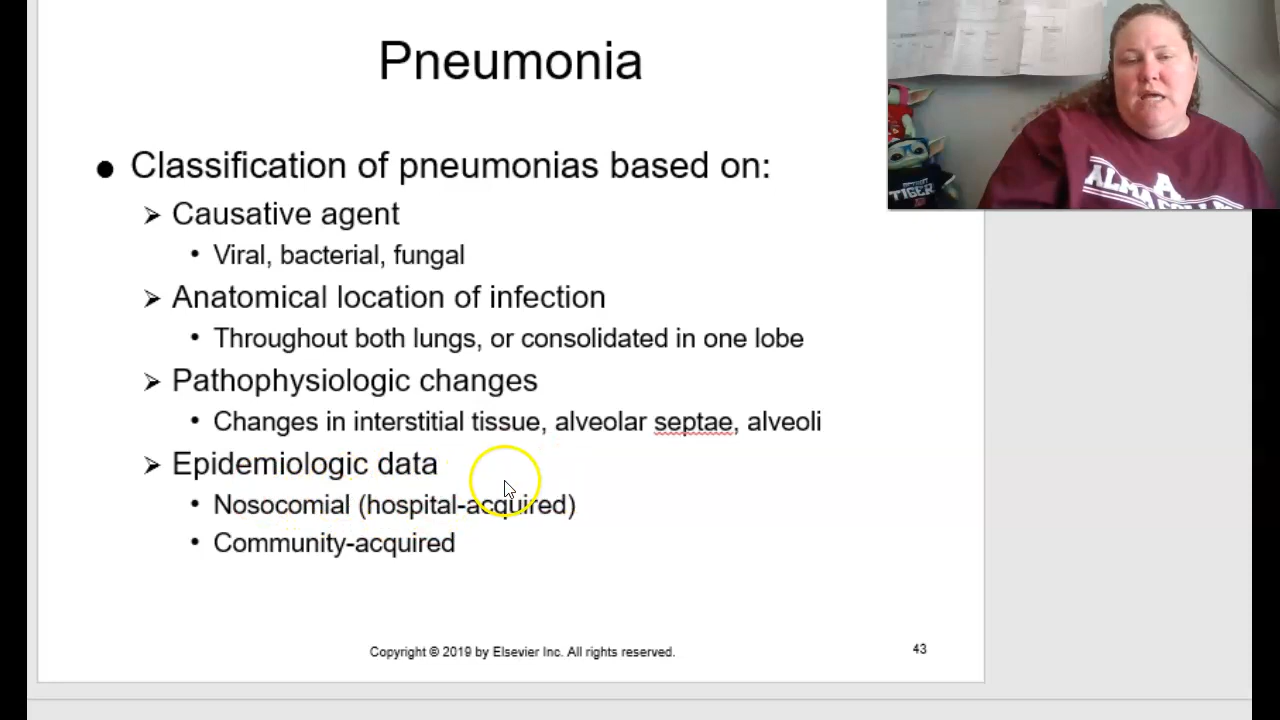 Pneumonia
Classification of pneumonias based on:
Causative agent
Viral, bacterial, fungal
Anatomical location of infection
Throughout both lungs, or consolidated in one lobe
Pathophysiologic changes
Changes in interstitial tissue, alveolar septae, alveoli
Epidemiologic data
Nosocomial (hospital-acquired)
Community-acquired
Copyright © 2019 by Elsevier Inc. All rights reserved.
43
A
ALMA
TIGER